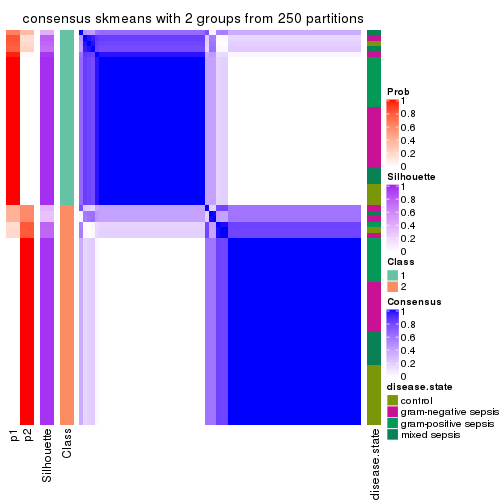 consensus skmeans with 2 groups from 250 partitions
Prob
1
0.8
0.6
0.4
0.2
0
Silhouette
1
0.8
0.6
0.4
0.2
0
Class
1
2
Consensus
1
0.8
0.6
0.4
0.2
0
disease.state
control
gram-negative sepsis
gram-positive sepsis
mixed sepsis
p1
p2
Silhouette
Class
disease.state